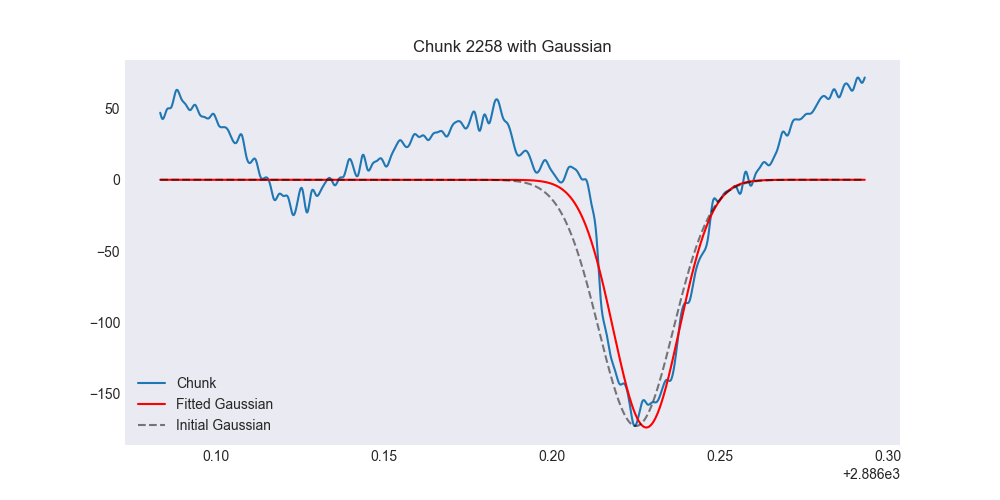 Chunk 2258 with Gaussian
50
0
−50
−100
−150
Chunk
Fitted Gaussian
Initial Gaussian
0.10 0.15 0.20 0.25 0.30
+2.886e3